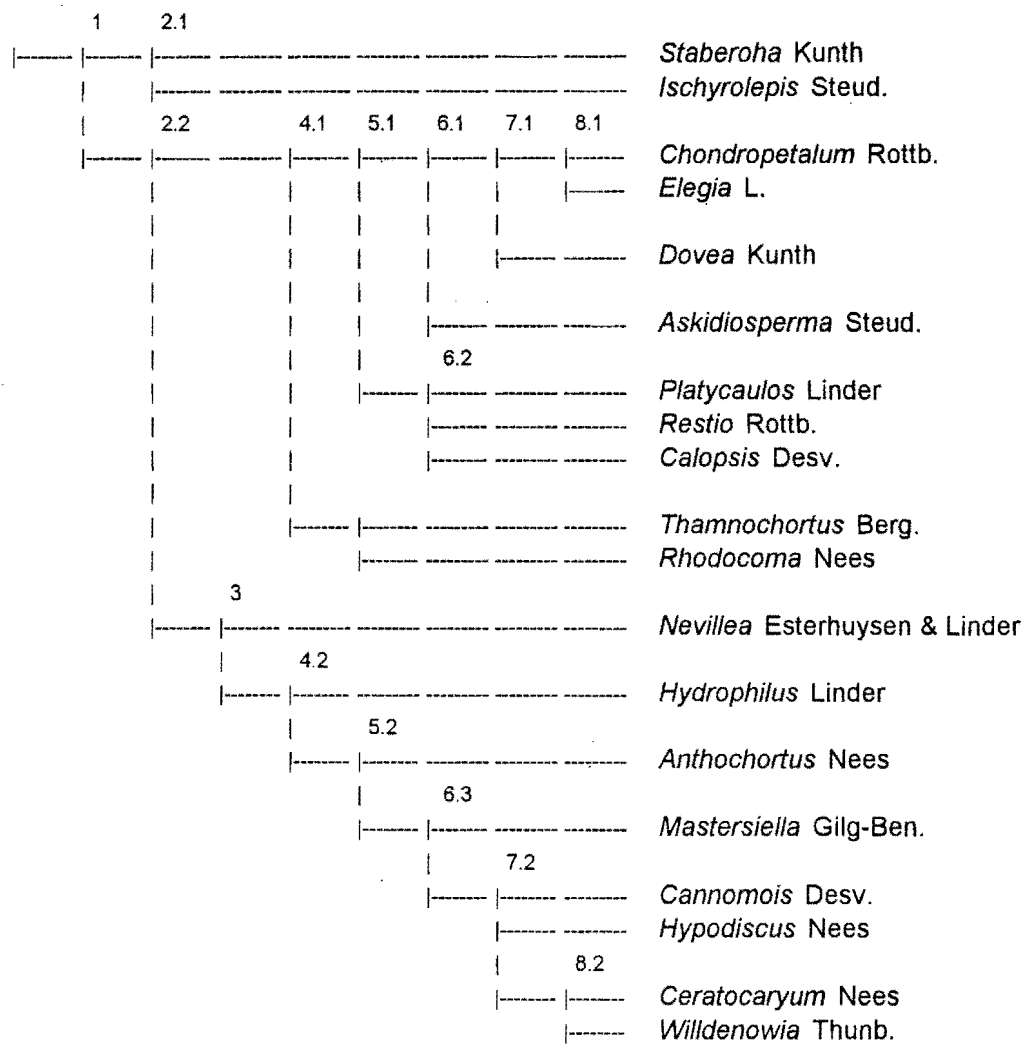 1 2.1
Staberoha Kunth
Ischyrolepis Steud.
2.2 4.1 5.1 6.1 7.1 8.1
Chondropetalum Rottb.
Elegia L.
Dovea Kunth
Askidiosperma Steud.
6.2
Platycaulos Linder
Restio Rottb.
Calopsis Desv.
Thamnochortus Berg.
Rhodocoma Nees
3
Nevillea Esterhuysen & Linder
4.2
Hydrophilus Linder
5.2
Anthochortus Nees
6.3
Mastersiella Gilg-Ben.
7.2
Cannomois Desv.
Hypodiscus Nees
8.2
Ceratocaryum Nees
Willdenowia Thunb.